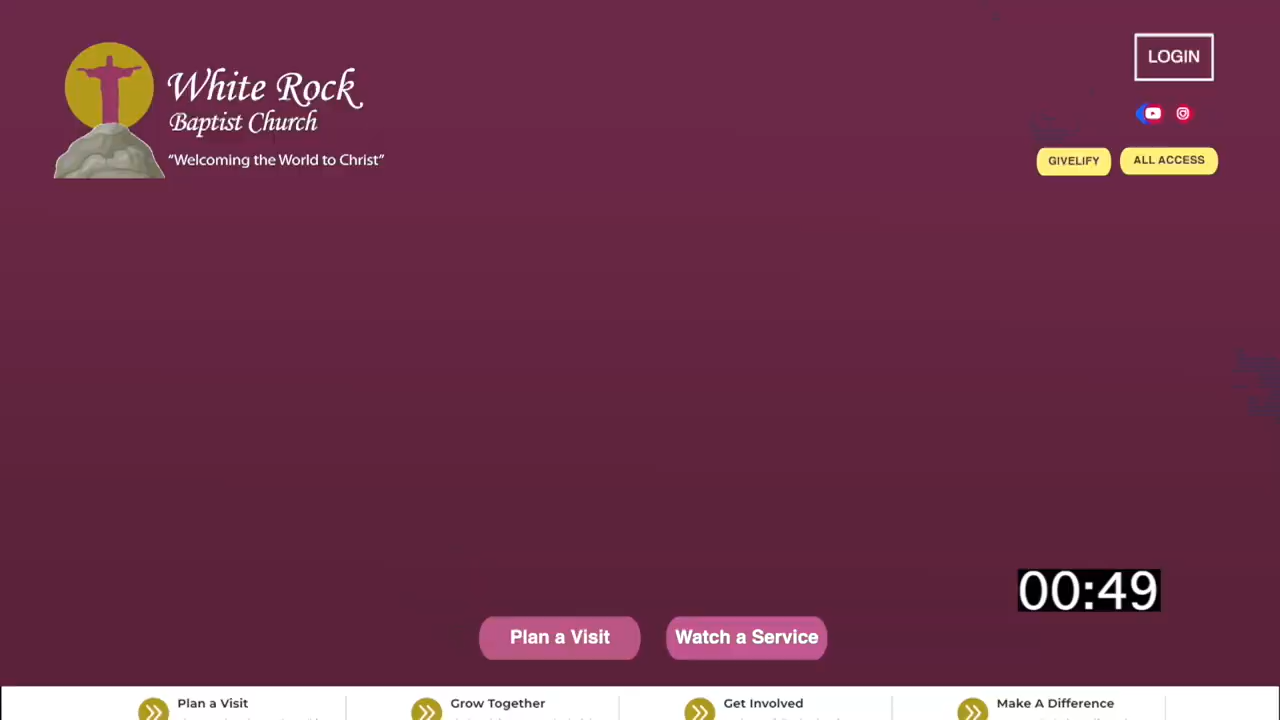 LOGIN
White Rock
Baptist Church
"Welcoming the World to Christ"
GIVELIFY
ALL ACCESS
00:49
Plan a Visit
Watch a Service
Plan a Visit
Grow Together
Get Involved
Make A Difference